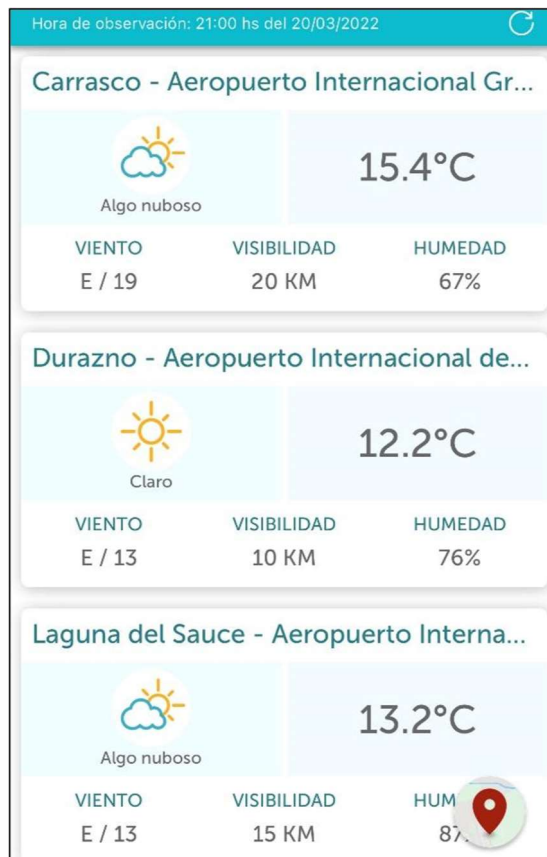 Hora de observación: 21:00 hs del 20/03/2022
Carrasco - Aeropuerto Internacional Gr...
Algo nuboso
15.4°C
VIENTO VISIBILIDAD HUMEDAD
E / 19 20 KM 67%
Durazno - Aeropuerto Internacional de...
Claro
12.2°C
VIENTO VISIBILIDAD HUMEDAD
E / 13 10 KM 76%
Laguna del Sauce - Aeropuerto Interna...
Algo nuboso
13.2°C
VIENTO VISIBILIDAD HUM
E / 13 15 KM 87